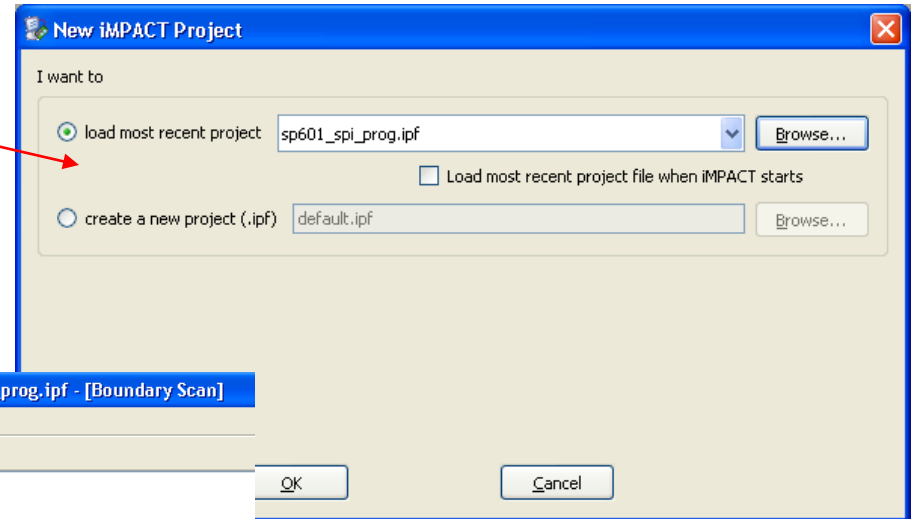 New iMPACT Project
I want to
load most recent project sp601_spi_prog.ipf Browse...
Load most recent project file when iMPACT starts
create a new project (.ipf) default.ipf Browse...
prog.ipf - [Boundary Scan]
OK Cancel